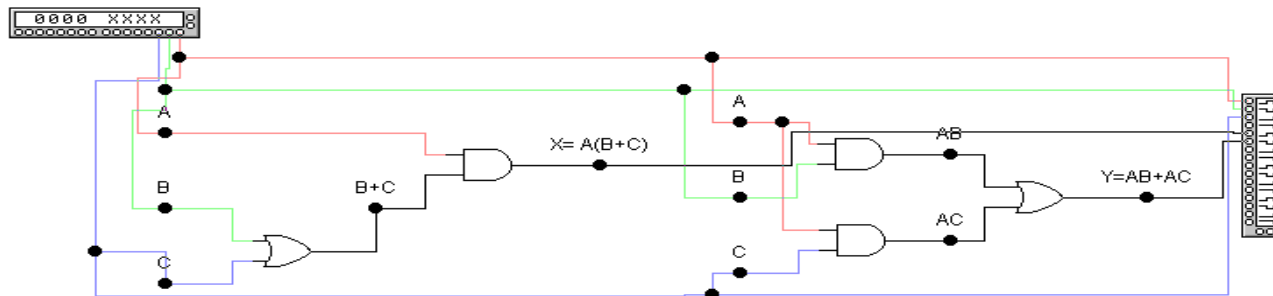 0000 XXXX
A
B
C
B+C
X= A(B+C)
A
B
C
AB
AC
Y=AB+AC